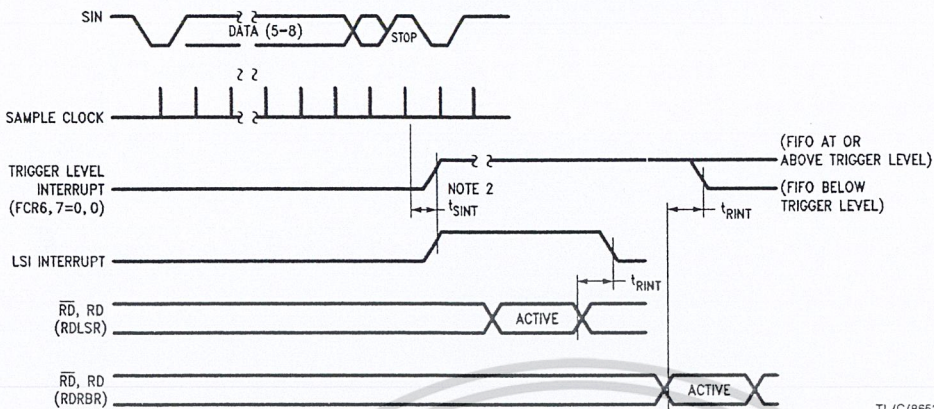 SIN
DATA (5-8)
STOP
SAMPLE CLOCK
TRIGGER LEVEL
INTERRUPT
(FCR6, 7=0, 0)
NOTE 2
tSINT
(FIFO AT OR
ABOVE TRIGGER LEVEL)
(FIFO BELOW
TRIGGER LEVEL)
tRINT
LSI INTERRUPT
tRINT
RD, RD
(RDLSR)
ACTIVE
RD, RD
(RDRBR)
ACTIVE